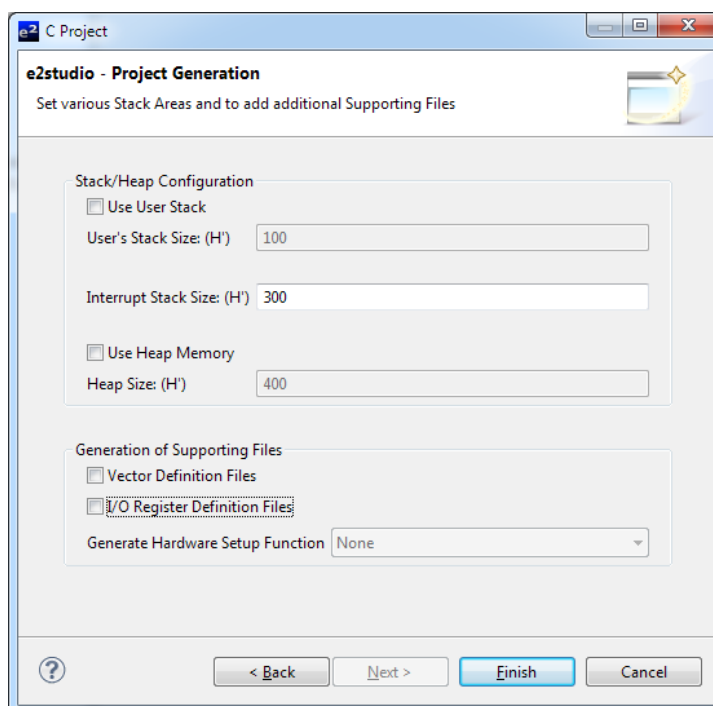 e2 C Project
e2studio - Project Generation
Set various Stack Areas and to add additional Supporting Files
Stack/Heap Configuration
Use User Stack
User's Stack Size: (H') 100
Interrupt Stack Size: (H') 300
Use Heap Memory
Heap Size: (H') 400
Generation of Supporting Files
Vector Definition Files
I/O Register Definition Files
Generate Hardware Setup Function None
? < Back Next > Finish Cancel